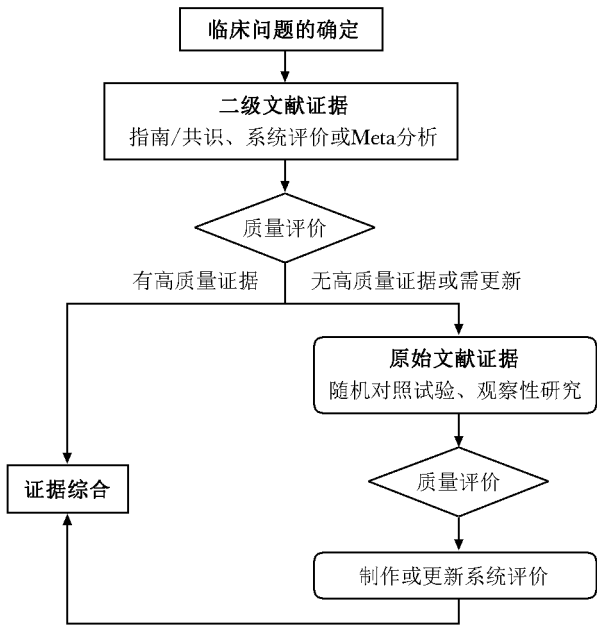 临床问题的确定
二级文献证据
指南/共识、系统评价或Meta分析
质量评价
有高质量证据
无高质量证据或需更新
原始文献证据
随机对照试验、观察性研究
质量评价
证据综合
制作或更新系统评价